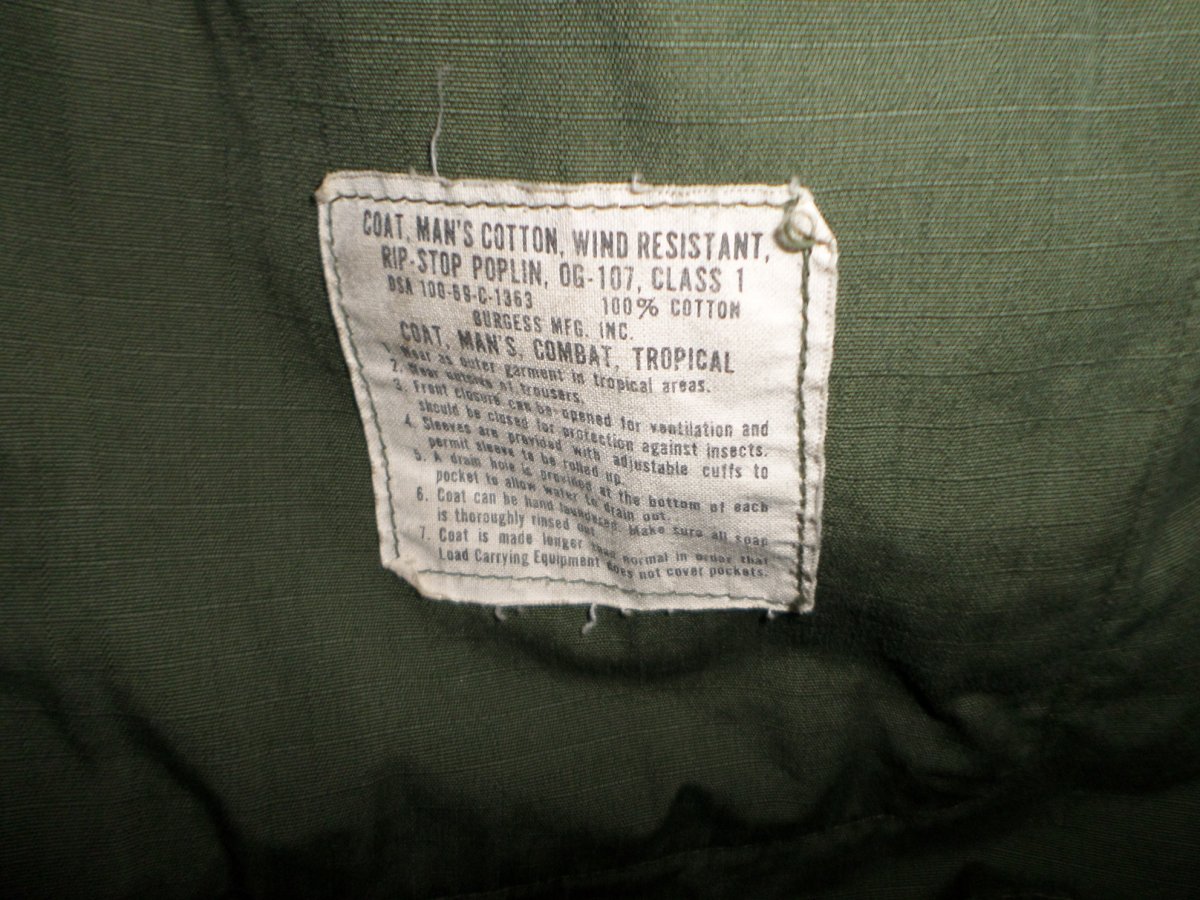 COAT, MAN'S COTTON, WIND RESISTANT,
RIP-STOP POPLIN, OG-107, CLASS 1
DSA 100-69-C-1363 100% COTTON
BURGESS MFG. INC.
COAT, MAN'S, COMBAT, TROPICAL
1. Wear as outer garment in tropical areas.
2. Wear outside of trousers.
3. Front closure can be opened for ventilation and
should be closed for protection against insects.
4. Sleeves are provided with adjustable cuffs to
permit sleeve to be rolled up.
5. A drain hole is provided at the bottom of each
pocket to allow water to drain out.
6. Coat can be hand laundered. Make sure all soap
is thoroughly rinsed out.
7. Coat is made longer than normal in order that
Load Carrying Equipment does not cover pockets.